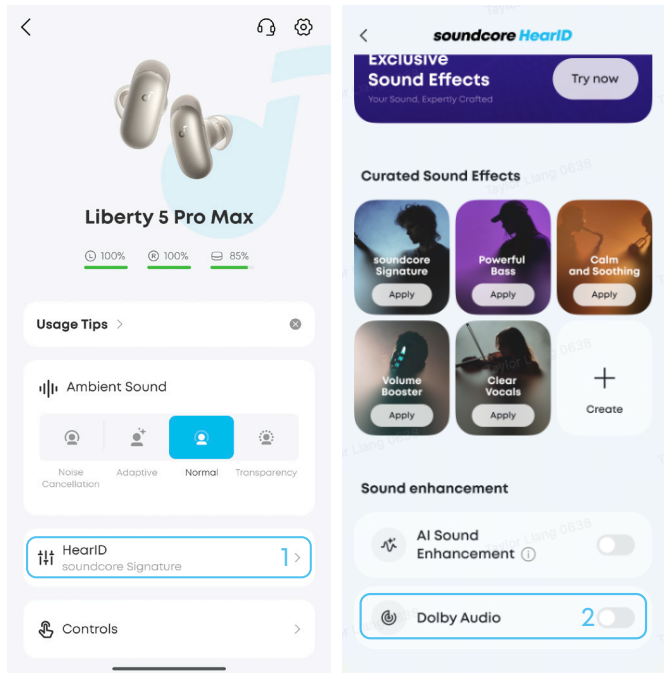 Liberty 5 Pro Max
L 100%
R 100%
85%
Usage Tips
Ambient Sound
Noise
Cancellation
Adaptive
Normal
Transparency
HearID
soundcore Signature
1
Controls
soundcore HearID
Exclusive
Sound Effects
Your Sound, Expertly Crafted
Try now
Curated Sound Effects
soundcore
Signature
Apply
Powerful
Bass
Apply
Calm
and Soothing
Apply
Volume
Booster
Apply
Clear
Vocals
Apply
Create
Sound enhancement
AI Sound
Enhancement
Dolby Audio
2
Taylor Liang 0638